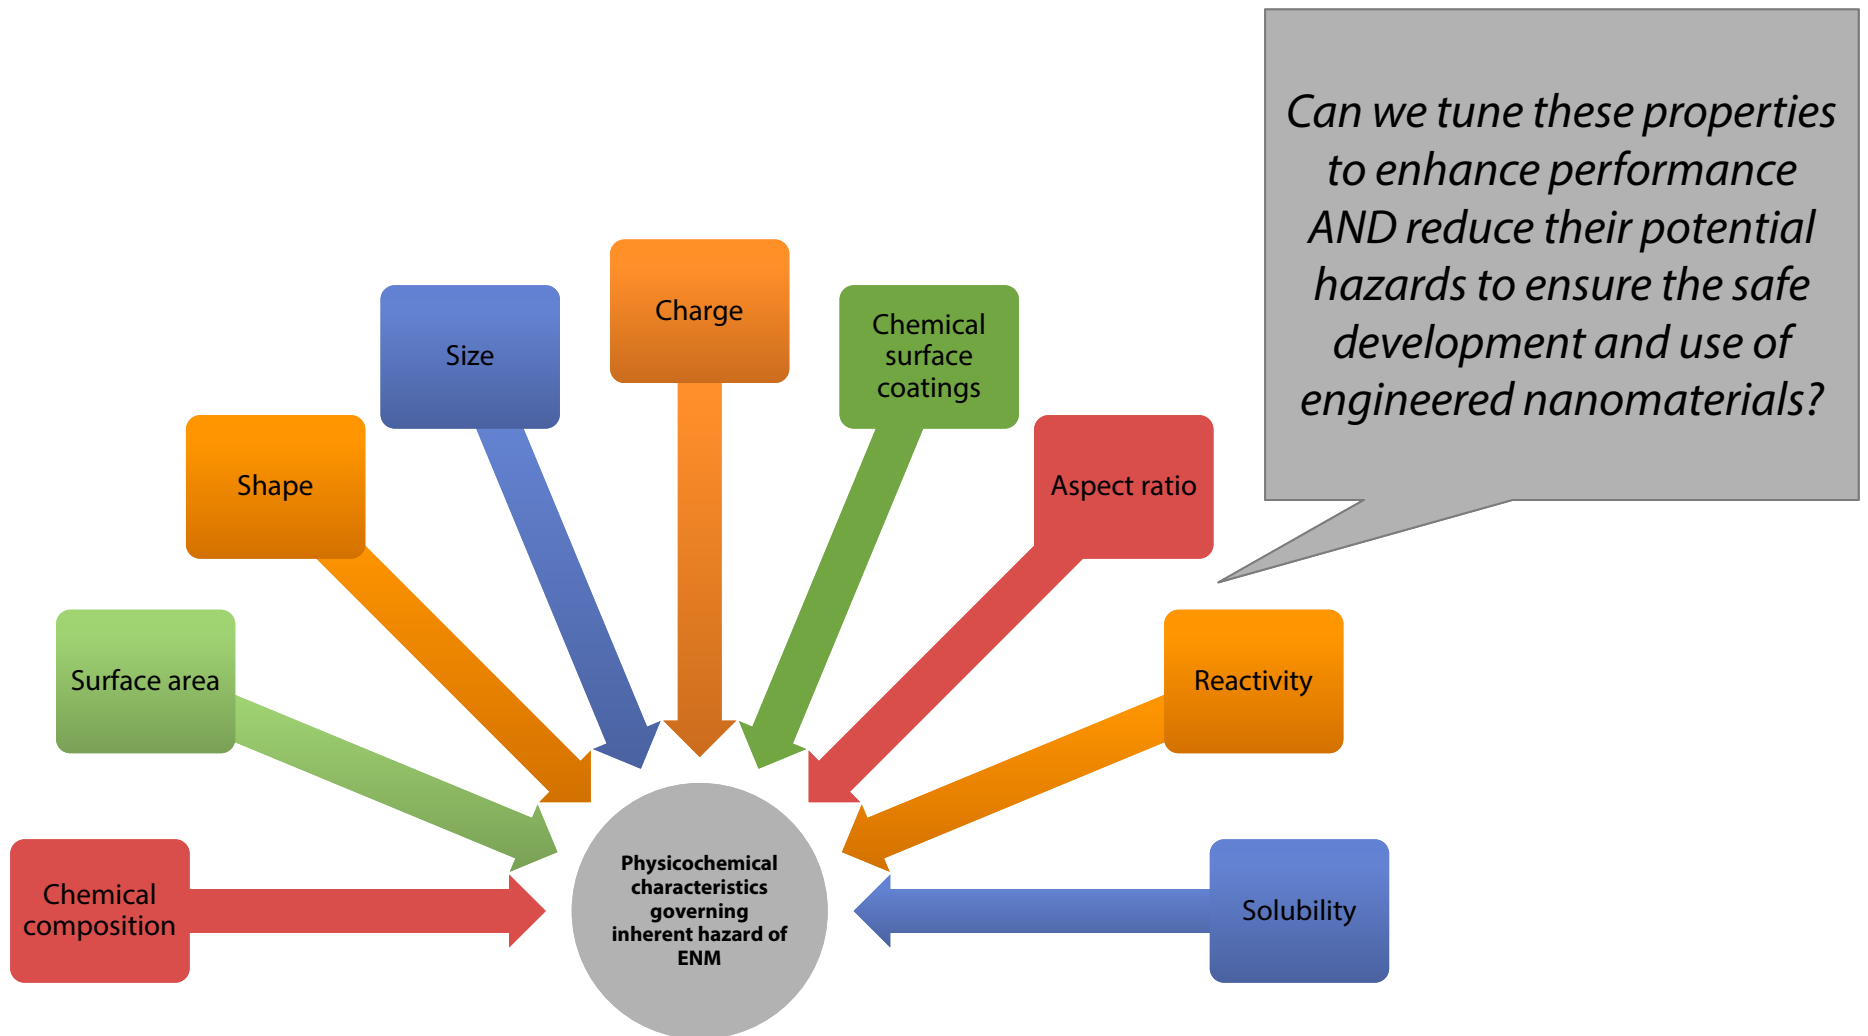 Can we tune these properties
to enhance performance
AND reduce their potential
hazards to ensure the safe
development and use of
engineered nanomaterials?
Charge
Size
Chemical
surface
coatings
Shape
Aspect ratio
Surface area
Reactivity
Chemical
composition
Physicochemical
characteristics
governing
inherent hazard of
ENM
Solubility